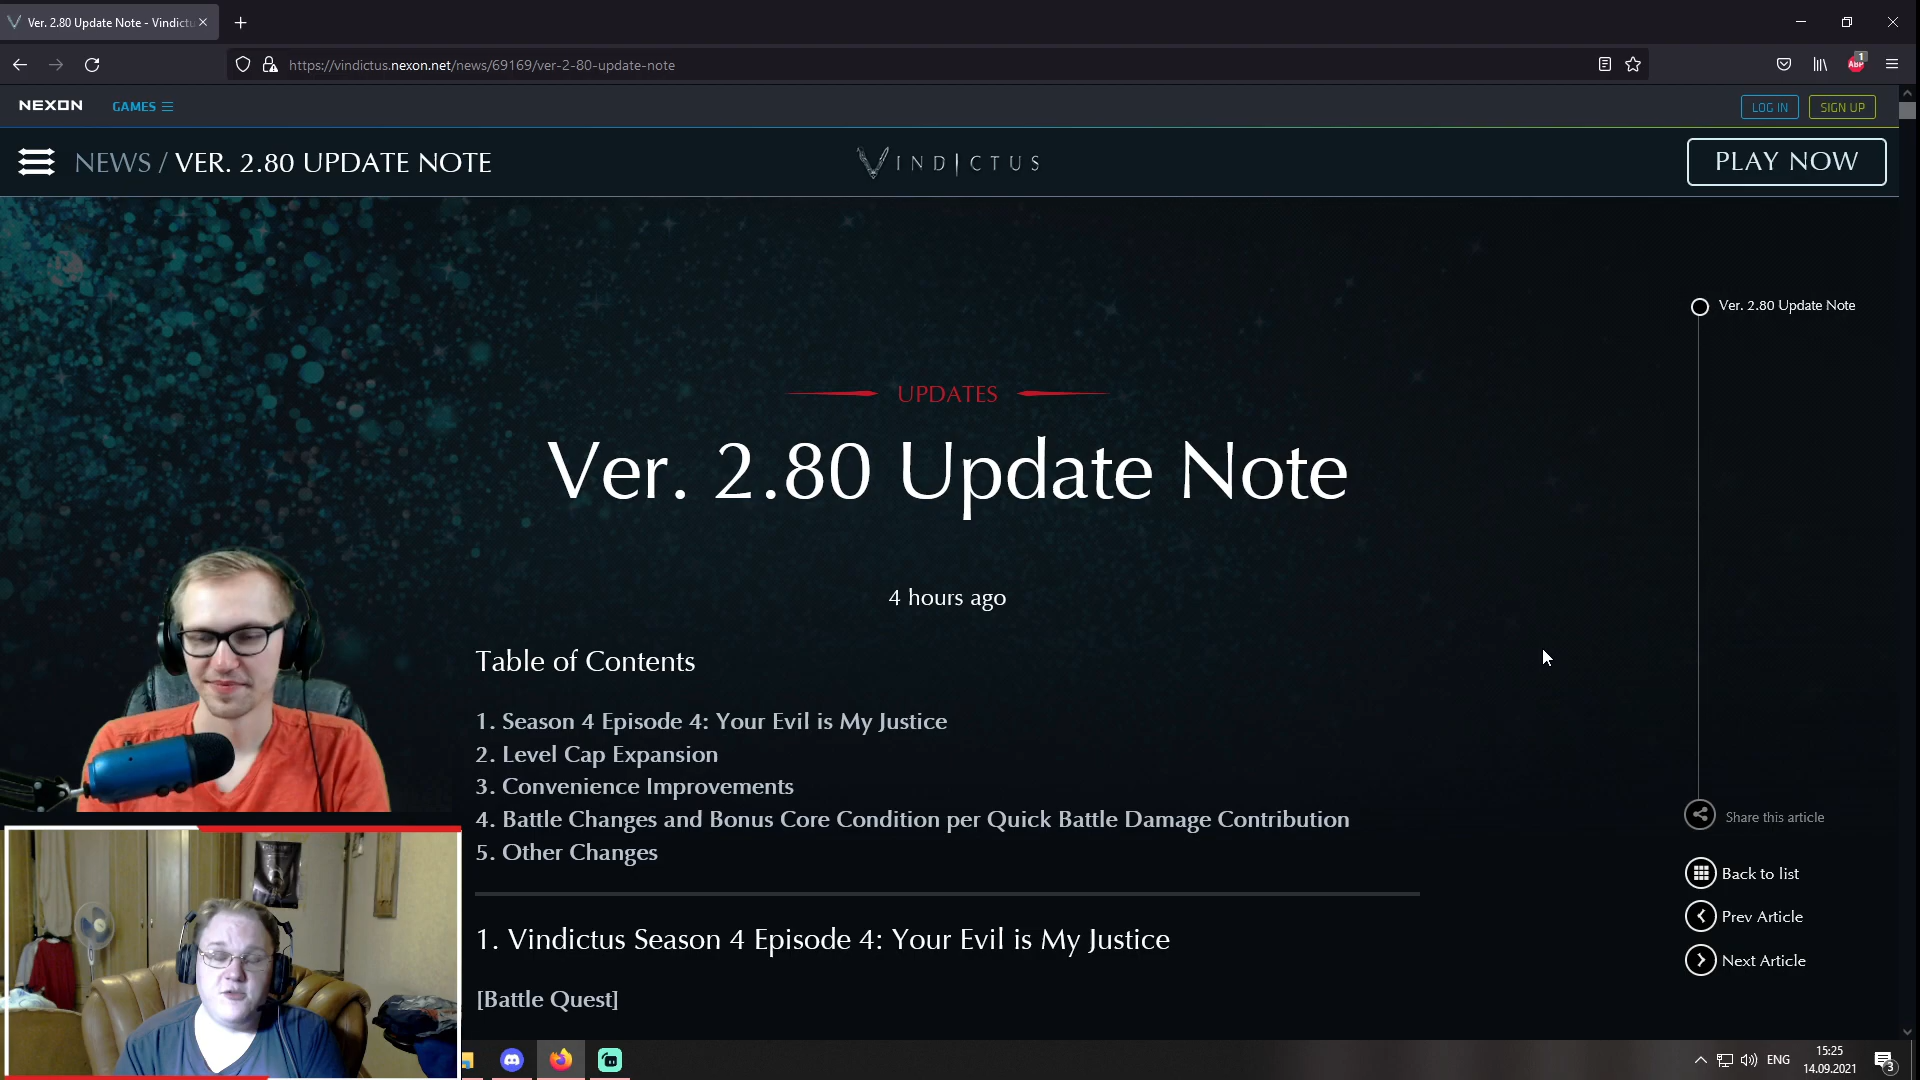 Ver. 2.80 Update Note - Vindictu
https://vindictus.nexon.net/news/69169/ver-2-80-update-note
1
ABP
NEXON
GAMES
LOG IN
SIGN UP
NEWS / VER. 2.80 UPDATE NOTE
VINDICTUS
PLAY NOW
Ver. 2.80 Update Note
UPDATES
Ver. 2.80 Update Note
4 hours ago
Table of Contents
1. Season 4 Episode 4: Your Evil is My Justice
2. Level Cap Expansion
3. Convenience Improvements
4. Battle Changes and Bonus Core Condition per Quick Battle Damage Contribution
5. Other Changes
Share this article
Back to list
Prev Article
Next Article
1. Vindictus Season 4 Episode 4: Your Evil is My Justice
[Battle Quest]
ENG
15:25
14.09.2021
3